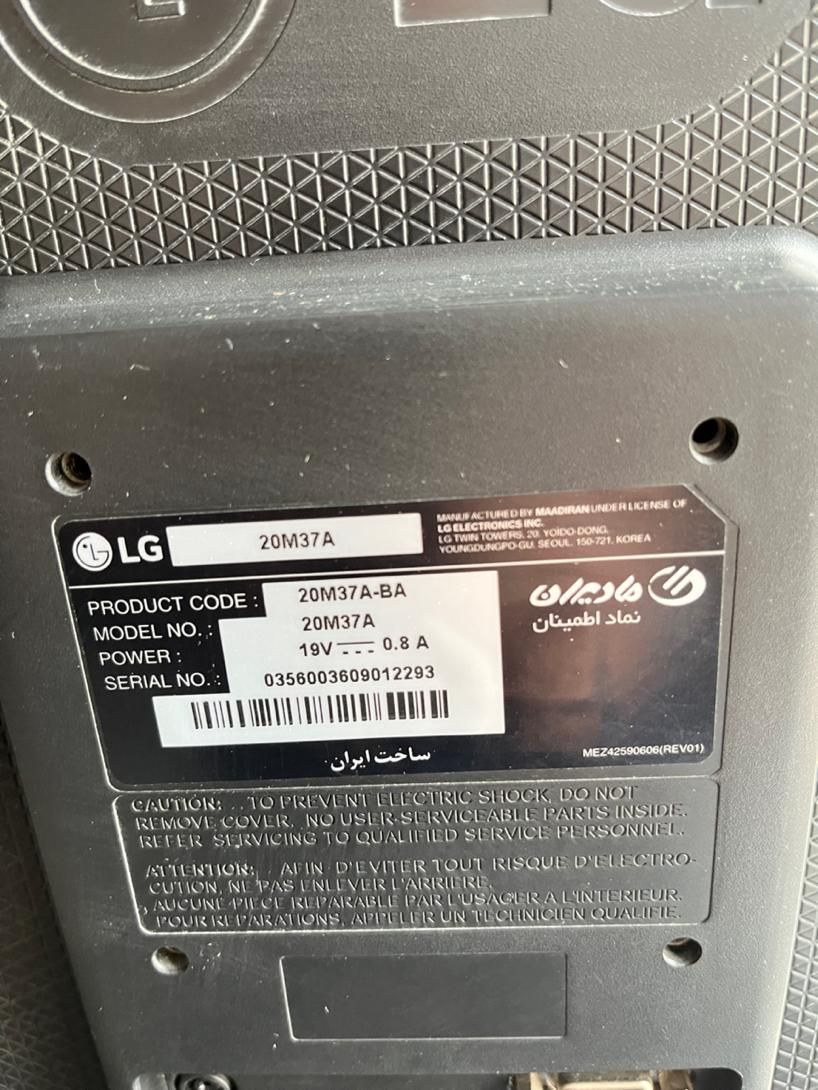 LG 20M37A
MANUFACTURED BY MAADIRAN UNDER LICENSE OF
LG ELECTRONICS INC.
LG TWIN TOWERS, 20, YOIDO-DONG,
YOUNGDUNGPO-GU, SEOUL, 150-721, KOREA
PRODUCT CODE : 20M37A-BA
MODEL NO. : 20M37A
POWER : 19V 0.8 A
SERIAL NO. : 0356003609012293
مادیران
نماد اطمینان
ساخت ایران
MEZ42590606(REV01)
CAUTION: TO PREVENT ELECTRIC SHOCK, DO NOT
REMOVE COVER. NO USER-SERVICEABLE PARTS INSIDE.
REFER SERVICING TO QUALIFIED SERVICE PERSONNEL.
ATTENTION: AFIN D'EVITER TOUT RISQUE D'ELECTRO-
CUTION, NE PAS ENLEVER L'ARRIERE.
AUCUNE PIECE REPARABLE PAR L'USAGER A L'INTERIEUR.
POUR REPARATIONS, APPELER UN TECHNICIEN QUALIFIE.